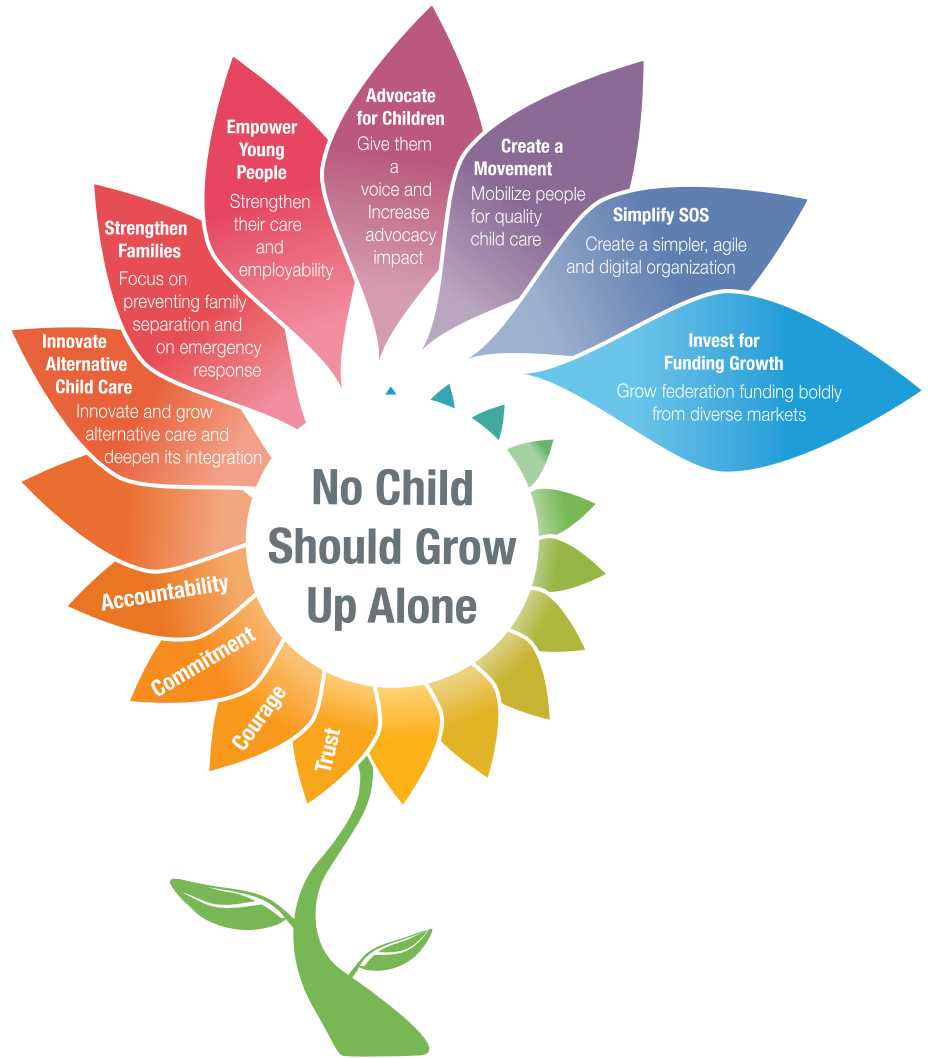 Advocate
for Children
Give them
a
voice and
Increase
advocacy
impact
Empower
Young
People
Strengthen
their care
and
employability
Create a
Movement
Mobilize people
for quality
child care
Strengthen
Families
Focus on
preventing family
separation and
on emergency
response
Simplify SOS
Create a simpler, agile
and digital organization
Innovate
Alternative
Child Care
Innovate and grow
alternative care and
deepen its integration
Invest for
Funding Growth
Grow federation funding boldly
from diverse markets
No Child
Should Grow
Up Alone
Accountability
Commitment
Courage
Trust